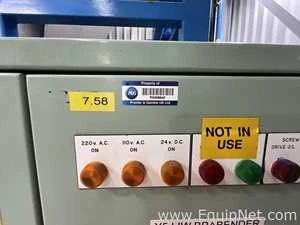 Property of
P&G
Procter & Gamble UK Ltd
7.58
NOT IN
USE
220v. A.C.
ON
110v. A.C.
ON
24v. D.C.
ON
SCREW
DRIVE O/L
BRABENDER
www.EquipNet.com